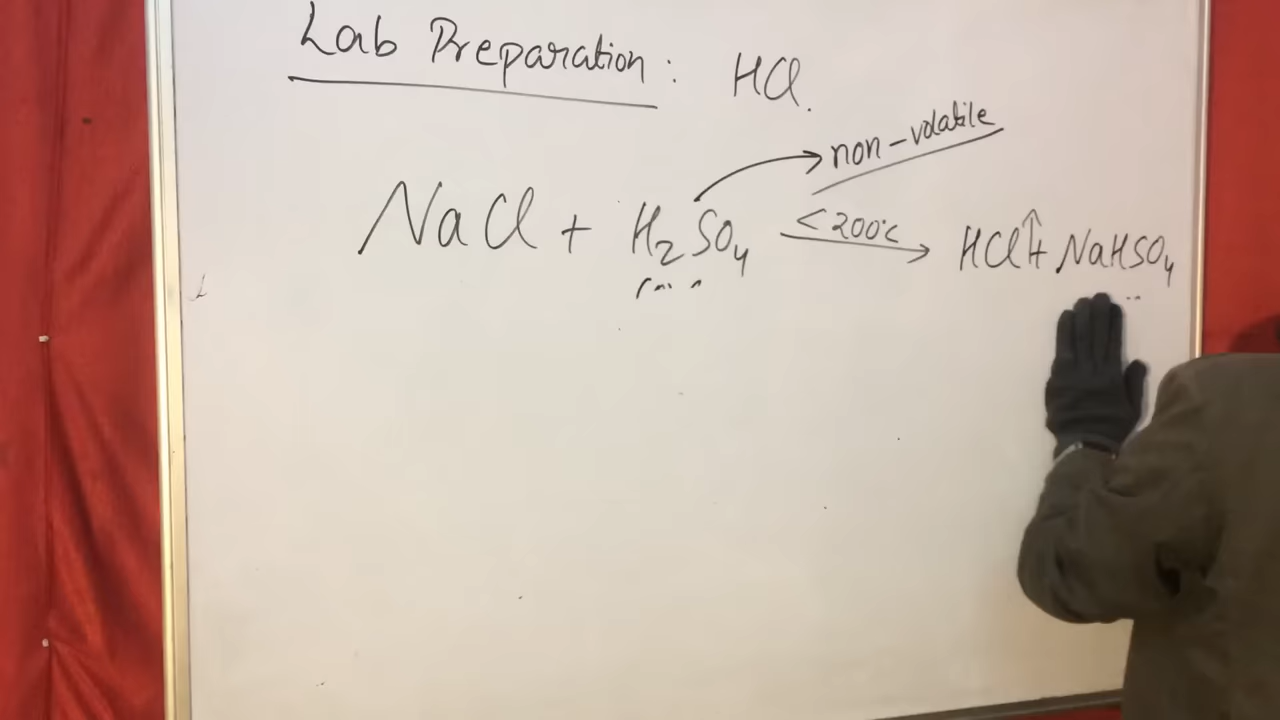 Lab Preparation : HCl.
non-volatile
NaCl + H₂SO₄ <200°c → HCl↑ + NaHSO₄